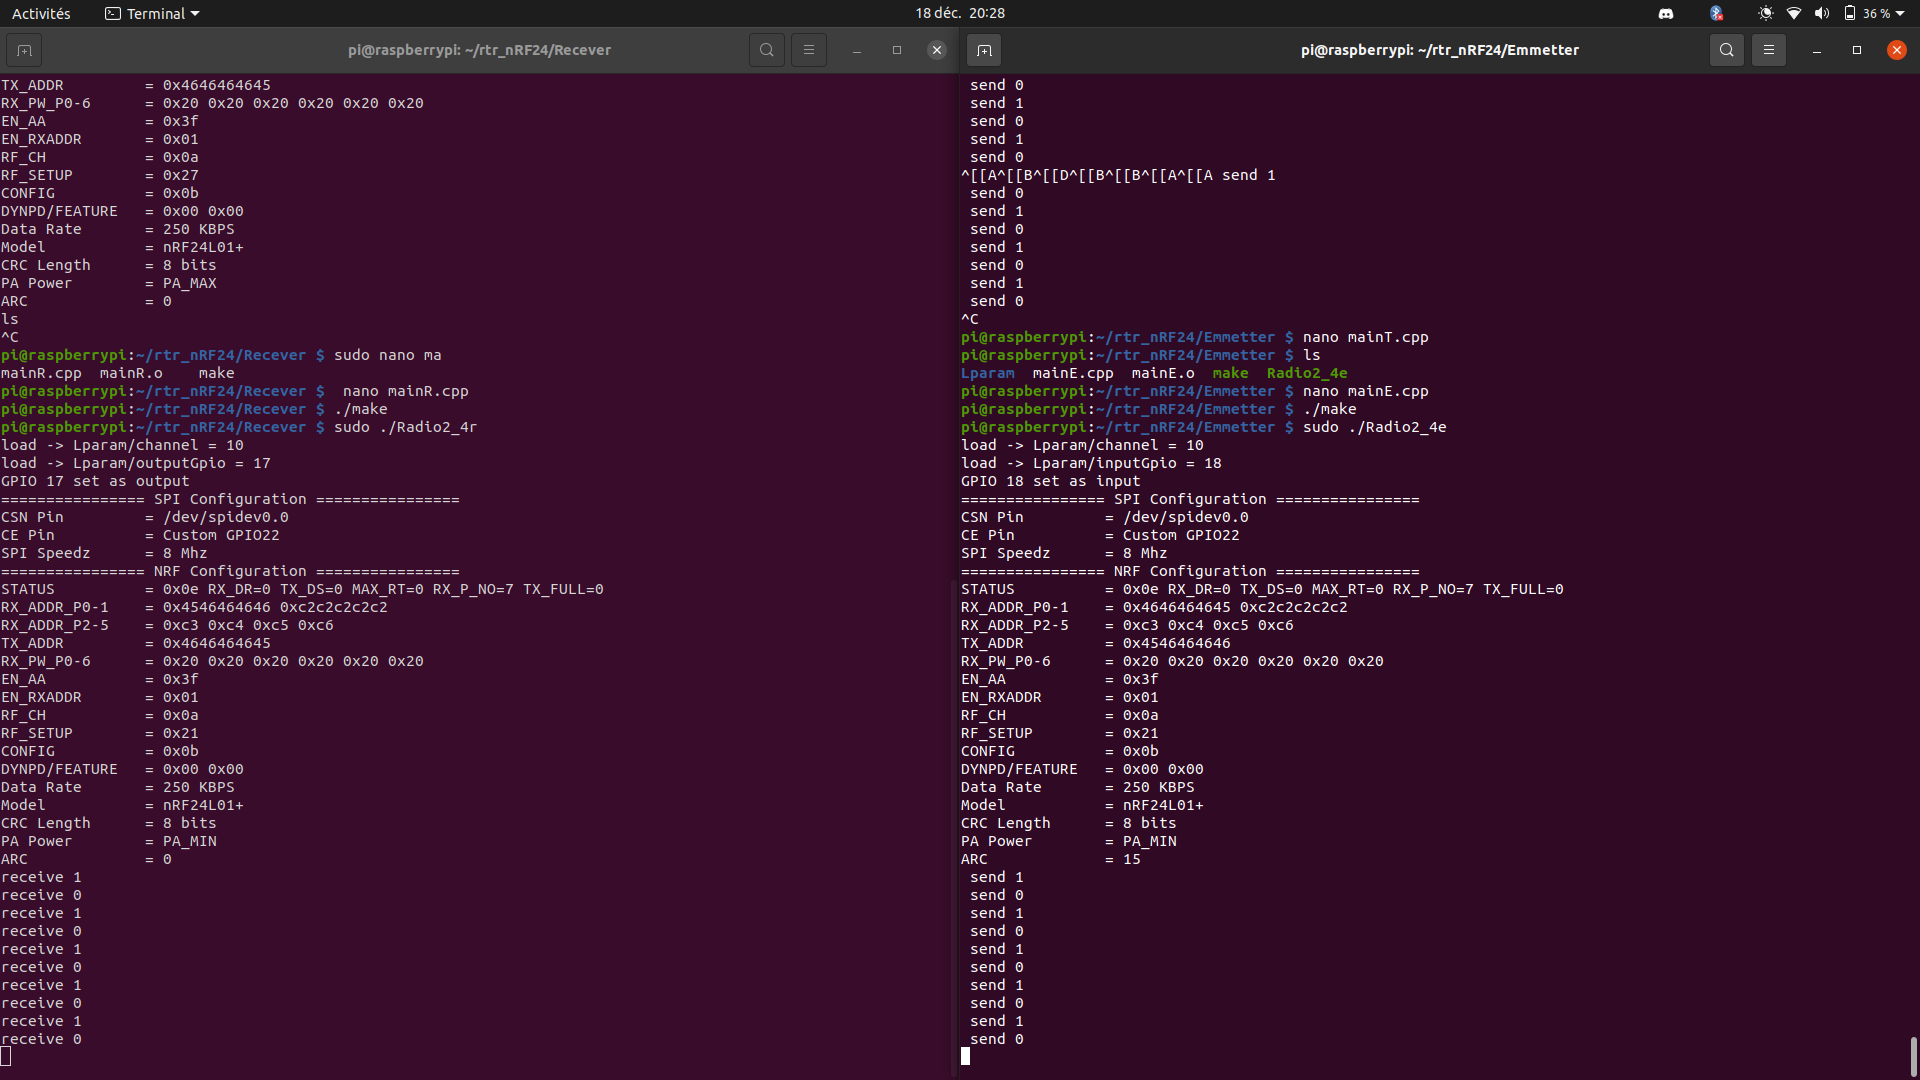 Activités
Terminal
18 déc. 20:28
36 %
pi@raspberrypi: ~/rtr_nRF24/Recever
TX_ADDR         = 0x4646464645
RX_PW_P0-6      = 0x20 0x20 0x20 0x20 0x20 0x20
EN_AA           = 0x3f
EN_RXADDR       = 0x01
RF_CH           = 0x0a
RF_SETUP        = 0x27
CONFIG          = 0x0b
DYNPD/FEATURE   = 0x00 0x00
Data Rate       = 250 KBPS
Model           = nRF24L01+
CRC Length      = 8 bits
PA Power        = PA_MAX
ARC             = 0
ls
^C
pi@raspberrypi:~/rtr_nRF24/Recever $ sudo nano ma
mainR.cpp  mainR.o    make
pi@raspberrypi:~/rtr_nRF24/Recever $  nano mainR.cpp
pi@raspberrypi:~/rtr_nRF24/Recever $ ./make
pi@raspberrypi:~/rtr_nRF24/Recever $ sudo ./Radio2_4r
load -> Lparam/channel = 10
load -> Lparam/outputGpio = 17
GPIO 17 set as output
================ SPI Configuration ================
CSN Pin         = /dev/spidev0.0
CE Pin          = Custom GPIO22
SPI Speedz      = 8 Mhz
================ NRF Configuration ================
STATUS          = 0x0e RX_DR=0 TX_DS=0 MAX_RT=0 RX_P_NO=7 TX_FULL=0
RX_ADDR_P0-1    = 0x4546464646 0xc2c2c2c2c2
RX_ADDR_P2-5    = 0xc3 0xc4 0xc5 0xc6
TX_ADDR         = 0x4646464645
RX_PW_P0-6      = 0x20 0x20 0x20 0x20 0x20 0x20
EN_AA           = 0x3f
EN_RXADDR       = 0x01
RF_CH           = 0x0a
RF_SETUP        = 0x21
CONFIG          = 0x0b
DYNPD/FEATURE   = 0x00 0x00
Data Rate       = 250 KBPS
Model           = nRF24L01+
CRC Length      = 8 bits
PA Power        = PA_MIN
ARC             = 0
receive 1
receive 0
receive 1
receive 0
receive 1
receive 0
receive 1
receive 0
receive 1
receive 0
pi@raspberrypi: ~/rtr_nRF24/Emmetter
send 0
send 1
send 0
send 1
send 0
^[[A^[[B^[[D^[[B^[[B^[[A^[[A send 1
send 0
send 1
send 0
send 1
send 0
send 1
send 0
^C
pi@raspberrypi:~/rtr_nRF24/Emmetter $ nano mainT.cpp
pi@raspberrypi:~/rtr_nRF24/Emmetter $ ls
Lparam  mainE.cpp  mainE.o  make  Radio2_4e
pi@raspberrypi:~/rtr_nRF24/Emmetter $ nano mainE.cpp
pi@raspberrypi:~/rtr_nRF24/Emmetter $ ./make
pi@raspberrypi:~/rtr_nRF24/Emmetter $ sudo ./Radio2_4e
load -> Lparam/channel = 10
load -> Lparam/inputGpio = 18
GPIO 18 set as input
================ SPI Configuration ================
CSN Pin         = /dev/spidev0.0
CE Pin          = Custom GPIO22
SPI Speedz      = 8 Mhz
================ NRF Configuration ================
STATUS          = 0x0e RX_DR=0 TX_DS=0 MAX_RT=0 RX_P_NO=7 TX_FULL=0
RX_ADDR_P0-1    = 0x4646464645 0xc2c2c2c2c2
RX_ADDR_P2-5    = 0xc3 0xc4 0xc5 0xc6
TX_ADDR         = 0x4546464646
RX_PW_P0-6      = 0x20 0x20 0x20 0x20 0x20 0x20
EN_AA           = 0x3f
EN_RXADDR       = 0x01
RF_CH           = 0x0a
RF_SETUP        = 0x21
CONFIG          = 0x0b
DYNPD/FEATURE   = 0x00 0x00
Data Rate       = 250 KBPS
Model           = nRF24L01+
CRC Length      = 8 bits
PA Power        = PA_MIN
ARC             = 15
send 1
send 0
send 1
send 0
send 1
send 0
send 1
send 0
send 1
send 0